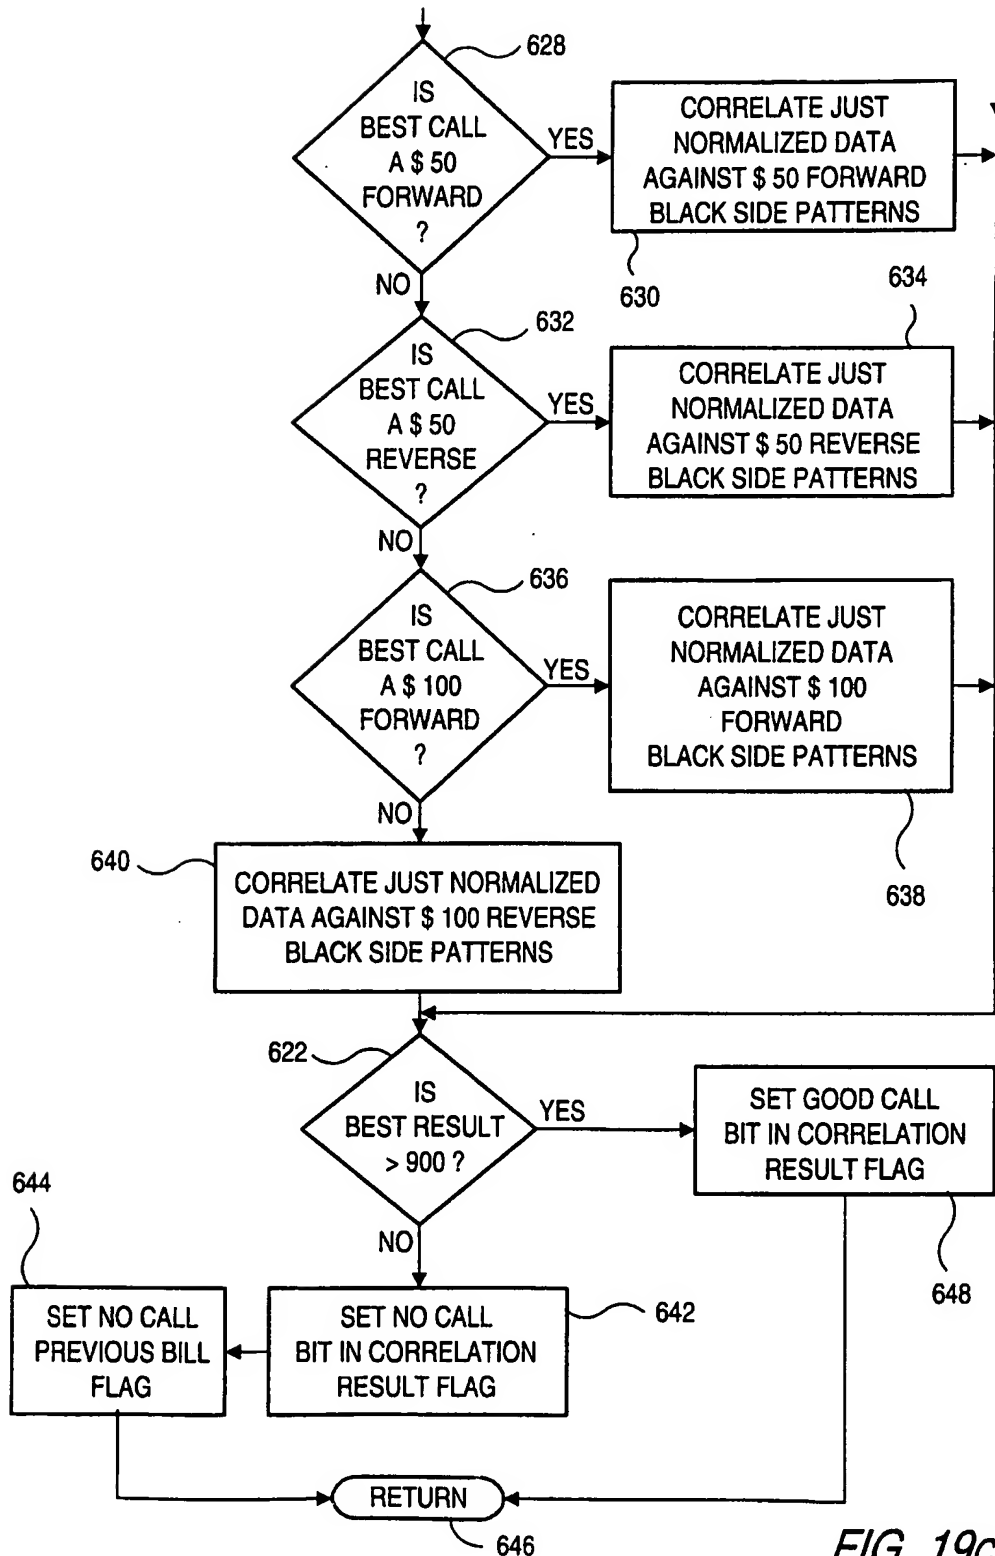 628
IS
BEST CALL
A $ 50
FORWARD
?
YES
CORRELATE JUST
NORMALIZED DATA
AGAINST $ 50 FORWARD
BLACK SIDE PATTERNS
630
NO
632
IS
BEST CALL
A $ 50
REVERSE
?
YES
634
CORRELATE JUST
NORMALIZED DATA
AGAINST $ 50 REVERSE
BLACK SIDE PATTERNS
NO
636
IS
BEST CALL
A $ 100
FORWARD
?
YES
CORRELATE JUST
NORMALIZED DATA
AGAINST $ 100
FORWARD
BLACK SIDE PATTERNS
638
NO
640
CORRELATE JUST NORMALIZED
DATA AGAINST $ 100 REVERSE
BLACK SIDE PATTERNS
622
IS
BEST RESULT
> 900 ?
YES
SET GOOD CALL
BIT IN CORRELATION
RESULT FLAG
648
NO
644
SET NO CALL
PREVIOUS BILL
FLAG
SET NO CALL
BIT IN CORRELATION
RESULT FLAG
642
RETURN
646
FIG. 19c